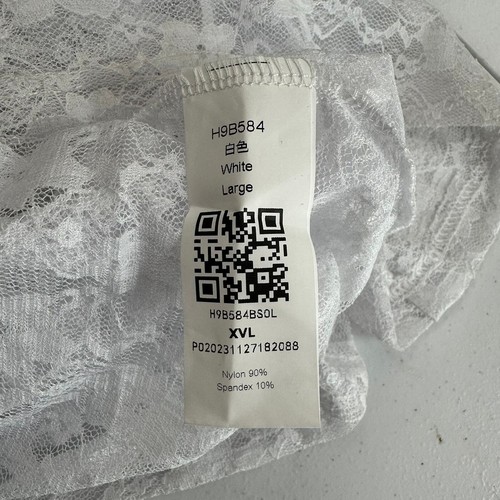 H9B584
白色
White
Large
H9B584BS0L
XVL
P020231127182088
Nylon 90%
Spandex 10%